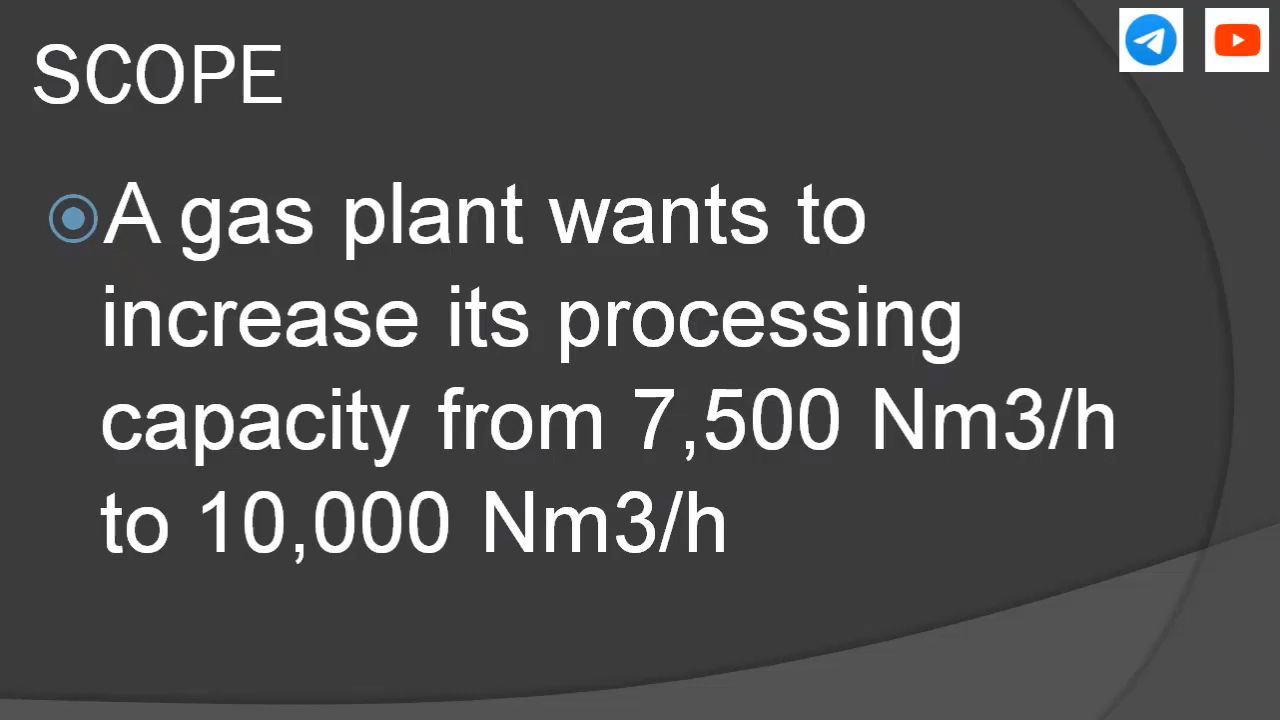 SCOPE
A gas plant wants to
increase its processing
capacity from 7,500 Nm3/h
to 10,000 Nm3/h